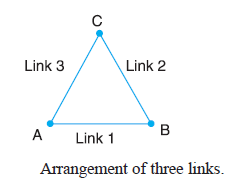 C
Link 3
Link 2
A
Link 1
B
Arrangement of three links.